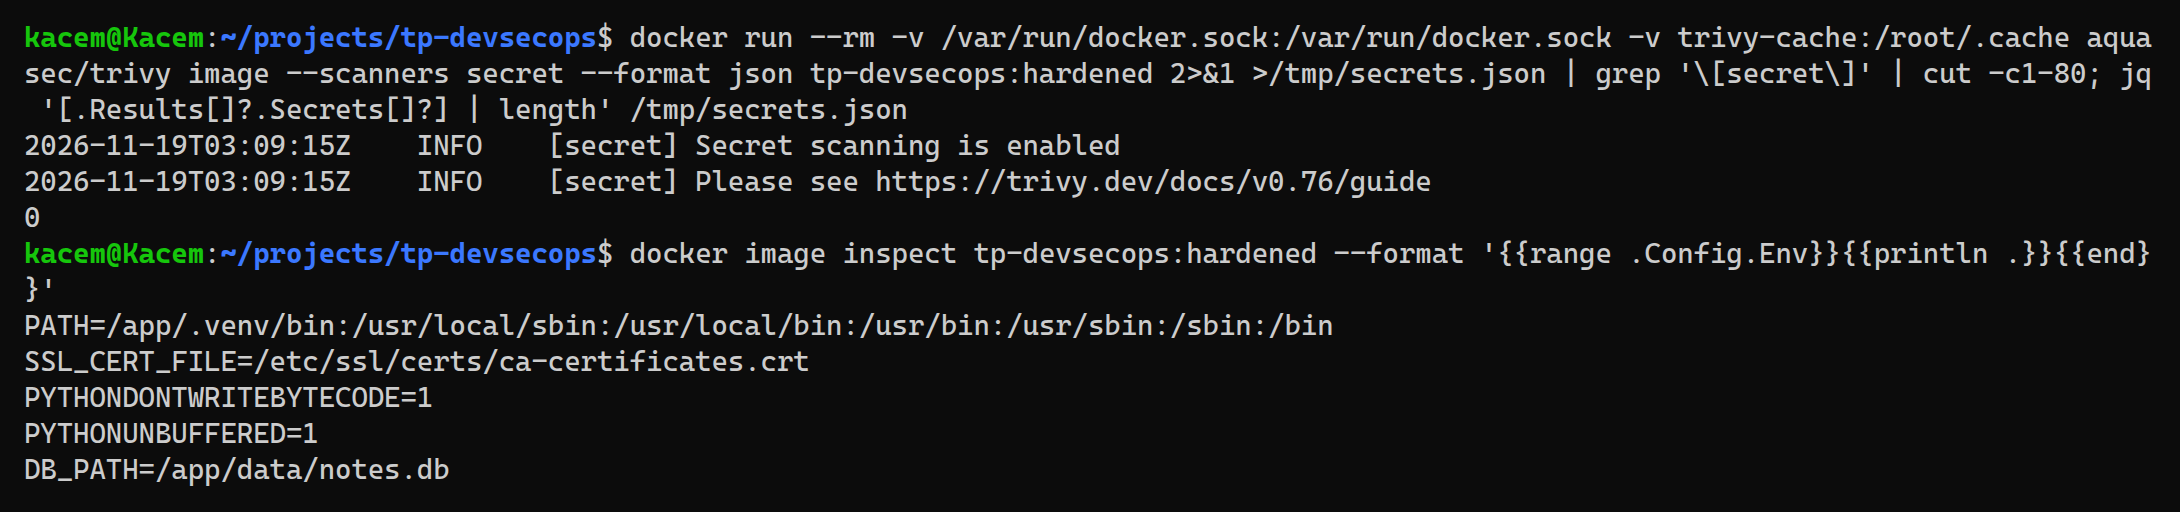 kacem@Kacem:~/projects/tp-devsecops$ docker run --rm -v /var/run/docker.sock:/var/run/docker.sock -v trivy-cache:/root/.cache aqua
sec/trivy image --scanners secret --format json tp-devsecops:hardened 2>&1 >/tmp/secrets.json | grep '\[secret\]' | cut -c1-80; jq
 '[.Results[]?.Secrets[]?] | length' /tmp/secrets.json
2026-11-19T03:09:15Z    INFO    [secret] Secret scanning is enabled
2026-11-19T03:09:15Z    INFO    [secret] Please see https://trivy.dev/docs/v0.76/guide
0
kacem@Kacem:~/projects/tp-devsecops$ docker image inspect tp-devsecops:hardened --format '{{range .Config.Env}}{{println .}}{{end}
}'
PATH=/app/.venv/bin:/usr/local/sbin:/usr/local/bin:/usr/bin:/usr/sbin:/sbin:/bin
SSL_CERT_FILE=/etc/ssl/certs/ca-certificates.crt
PYTHONDONTWRITEBYTECODE=1
PYTHONUNBUFFERED=1
DB_PATH=/app/data/notes.db